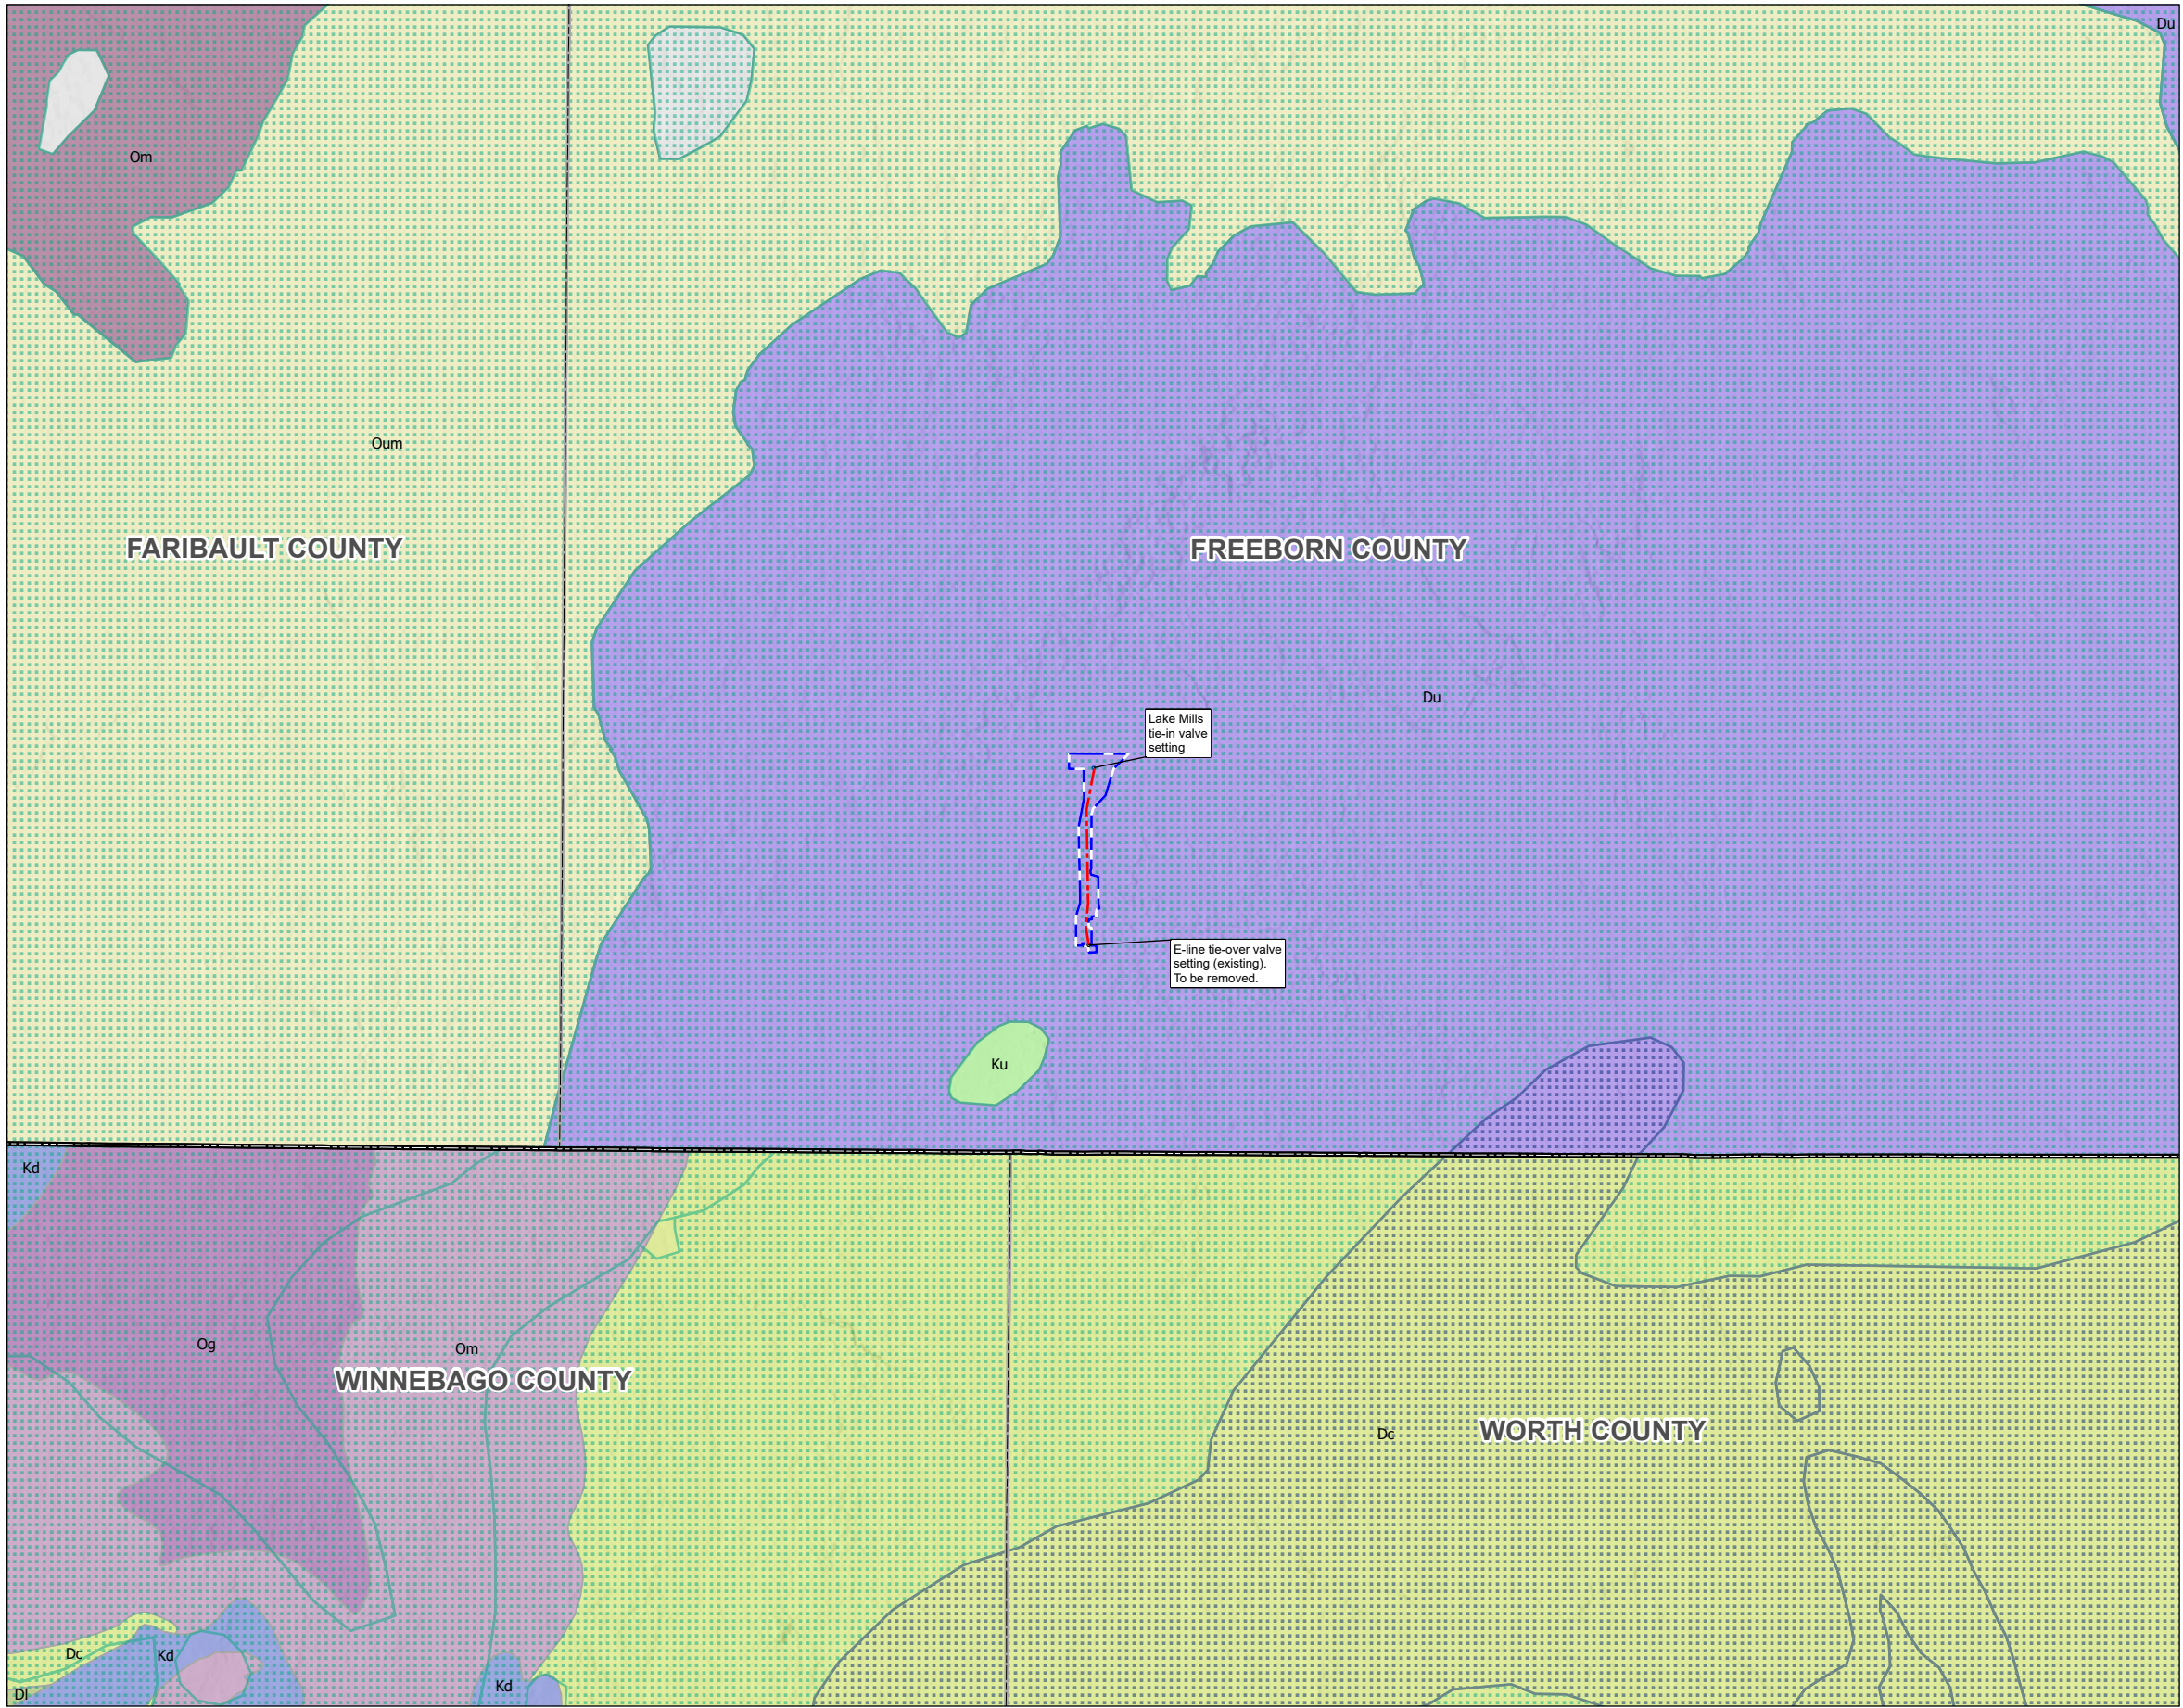 Du
Om
Oum
FARIBAULT COUNTY
FREEBORN COUNTY
Du
Lake Mills
tie-in valve
setting
E-line tie-over valve
setting (existing).
To be removed.
Ku
Kd
Og
Om
WINNEBAGO COUNTY
Dc
WORTH COUNTY
Dc
Kd
Kd
Dl